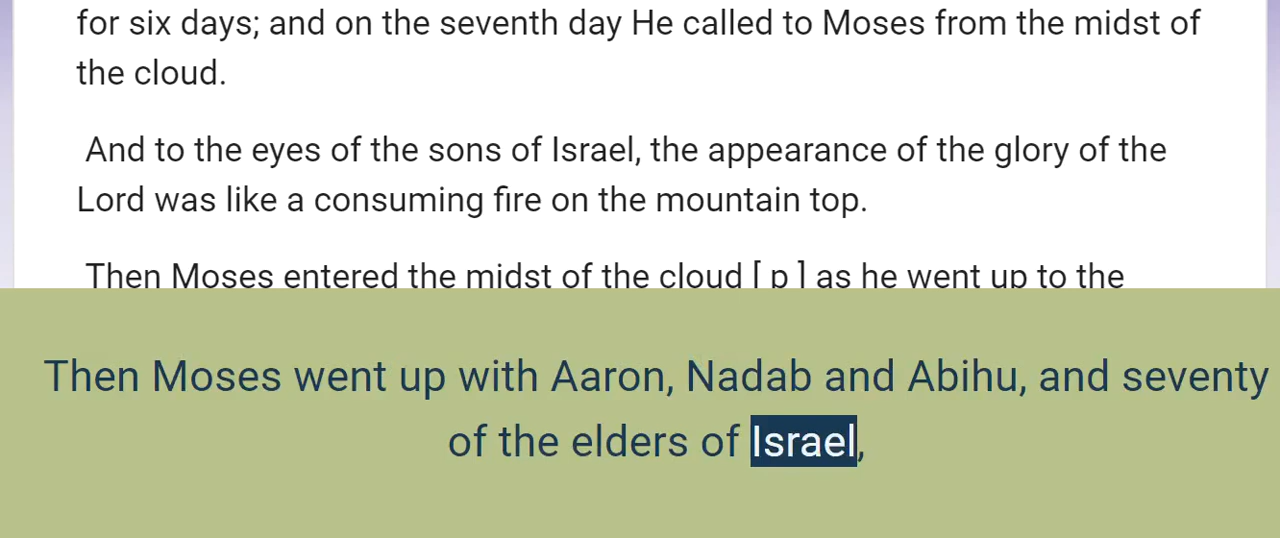 for six days; and on the seventh day He called to Moses from the midst of
the cloud.
And to the eyes of the sons of Israel, the appearance of the glory of the
Lord was like a consuming fire on the mountain top.
Then Moses entered the midst of the cloud [ p ] as he went up to the
Then Moses went up with Aaron, Nadab and Abihu, and seventy
of the elders of Israel,